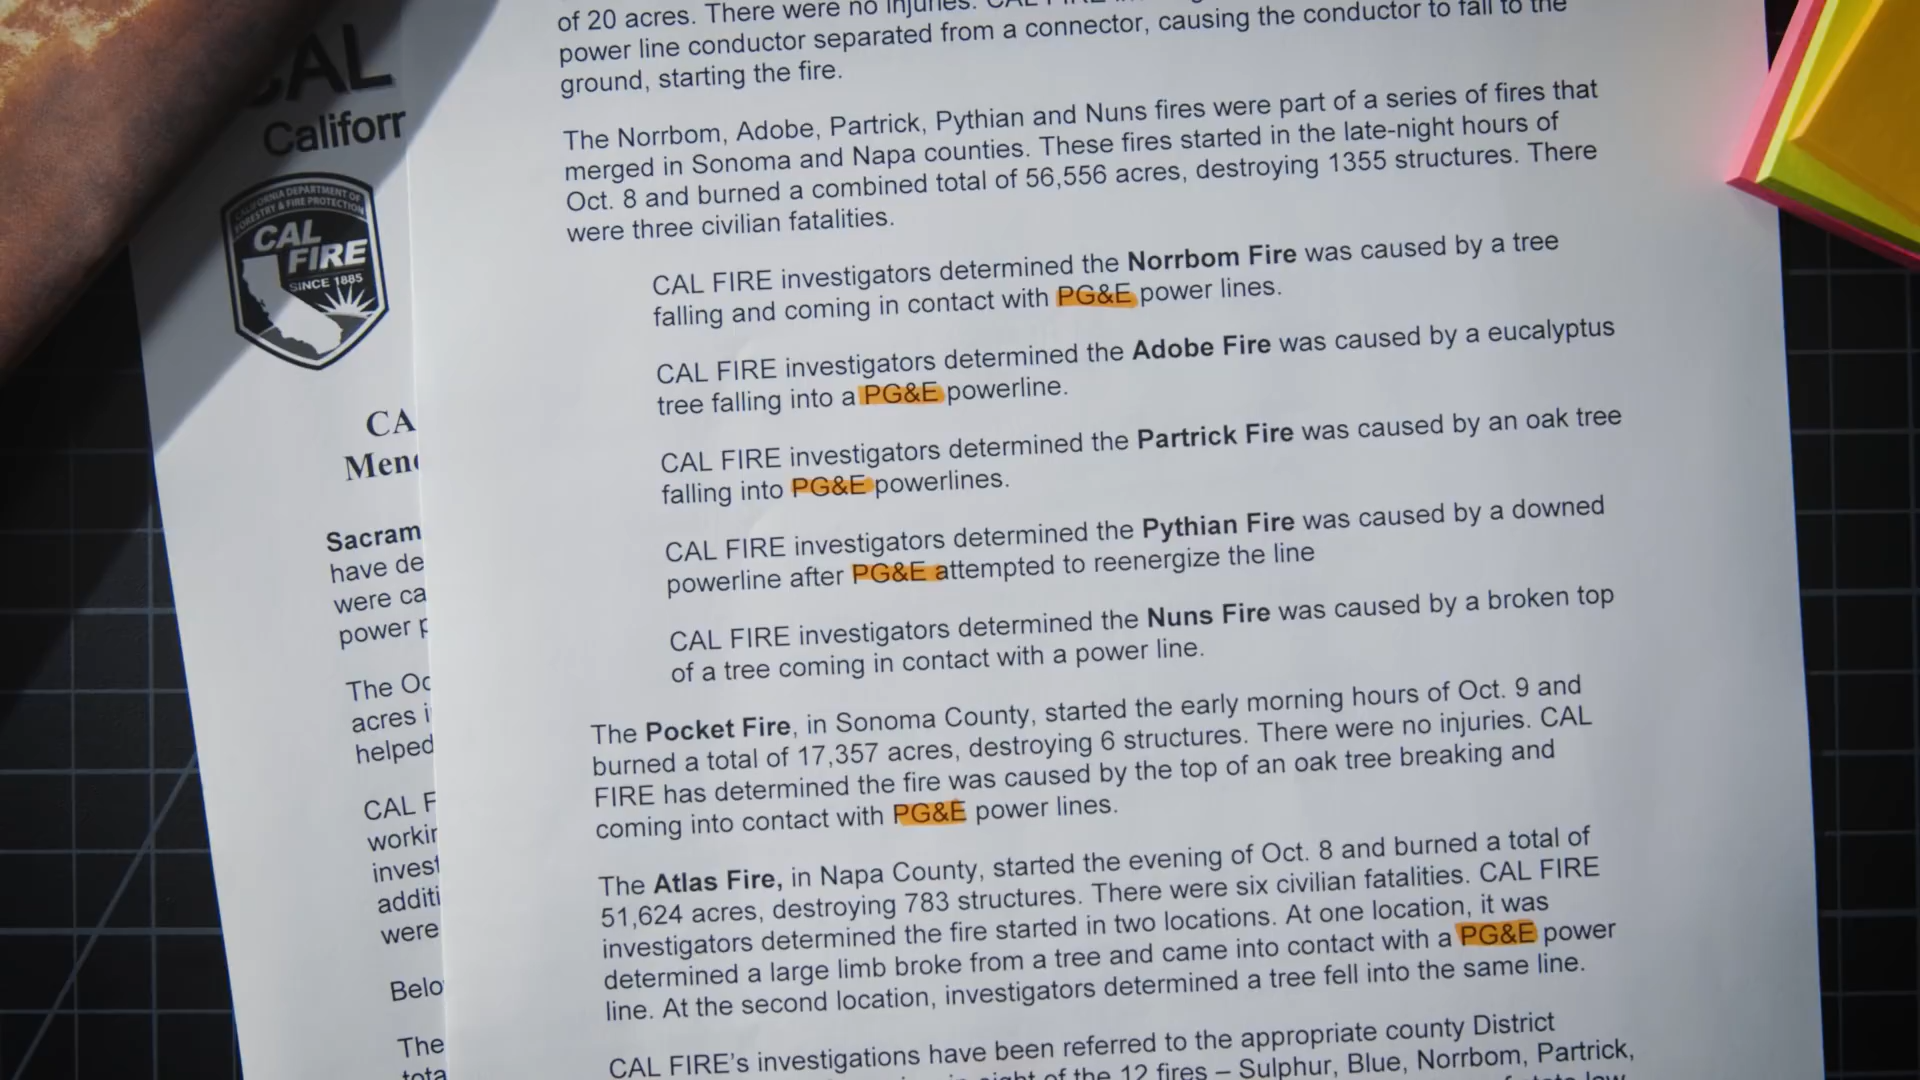 CAL
Californ
CALIFORNIA DEPARTMENT OF
FORESTRY & FIRE PROTECTION
CAL
FIRE
SINCE 1885
CA
Men
Sacram
have de
were ca
power p
The Oc
acres i
helped
CAL F
workin
invest
additi
were
Belo
The
tota
of 20 acres. There were no injuries.
power line conductor separated from a connector, causing the conductor to fall to the
ground, starting the fire.
The Norrbom, Adobe, Partrick, Pythian and Nuns fires were part of a series of fires that
merged in Sonoma and Napa counties. These fires started in the late-night hours of
Oct. 8 and burned a combined total of 56,556 acres, destroying 1355 structures. There
were three civilian fatalities.
CAL FIRE investigators determined the Norrbom Fire was caused by a tree
falling and coming in contact with PG&E power lines.
CAL FIRE investigators determined the Adobe Fire was caused by a eucalyptus
tree falling into a PG&E powerline.
CAL FIRE investigators determined the Partrick Fire was caused by an oak tree
falling into PG&E powerlines.
CAL FIRE investigators determined the Pythian Fire was caused by a downed
powerline after PG&E attempted to reenergize the line
CAL FIRE investigators determined the Nuns Fire was caused by a broken top
of a tree coming in contact with a power line.
The Pocket Fire, in Sonoma County, started the early morning hours of Oct. 9 and
burned a total of 17,357 acres, destroying 6 structures. There were no injuries. CAL
FIRE has determined the fire was caused by the top of an oak tree breaking and
coming into contact with PG&E power lines.
The Atlas Fire, in Napa County, started the evening of Oct. 8 and burned a total of
51,624 acres, destroying 783 structures. There were six civilian fatalities. CAL FIRE
investigators determined the fire started in two locations. At one location, it was
determined a large limb broke from a tree and came into contact with a PG&E power
line. At the second location, investigators determined a tree fell into the same line.
CAL FIRE's investigations have been referred to the appropriate county District
of the 12 fires – Sulphur, Blue, Norrbom, Partrick,